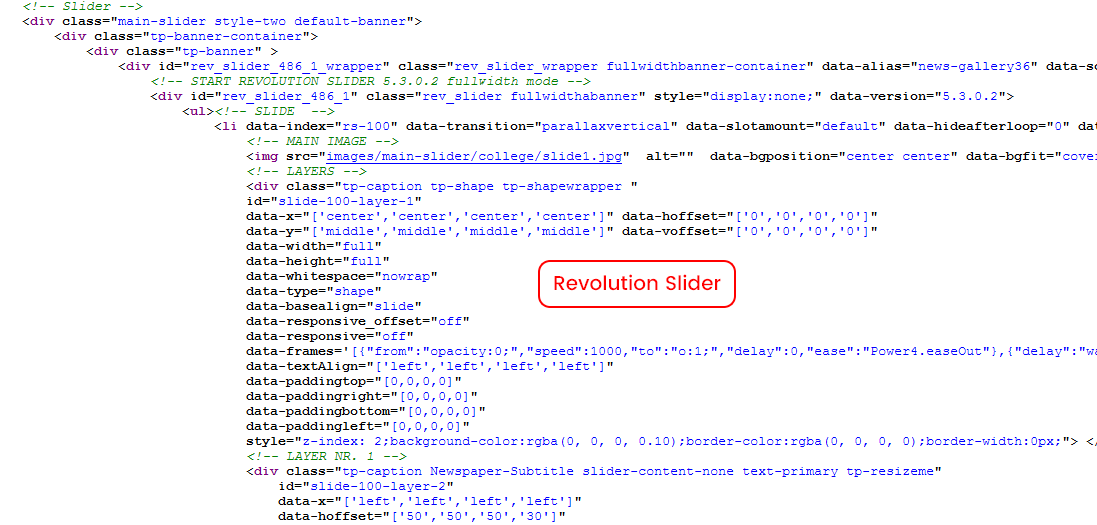 <!-- Slider -->
<div class="main-slider style-two default-banner">
<div class="tp-banner-container">
<div class="tp-banner" >
<div id="rev_slider_486_1_wrapper" class="rev_slider_wrapper fullwidthbanner-container" data-alias="news-gallery36" data-so
<!-- START REVOLUTION SLIDER 5.3.0.2 fullwidth mode -->
<div id="rev_slider_486_1" class="rev_slider fullwidthabanner" style="display:none;" data-version="5.3.0.2">
<ul><!-- SLIDE  -->
<li data-index="rs-100" data-transition="parallaxvertical" data-slotamount="default" data-hideafterloop="0" dat
<!-- MAIN IMAGE -->
<img src="images/main-slider/college/slide1.jpg"  alt=""  data-bgposition="center center" data-bgfit="cover
<!-- LAYERS -->
<div class="tp-caption tp-shape tp-shapewrapper "
id="slide-100-layer-1"
data-x="['center','center','center','center']" data-hoffset="['0','0','0','0']"
data-y="['middle','middle','middle','middle']" data-voffset="['0','0','0','0']"
data-width="full"
data-height="full"
data-whitespace="nowrap"
data-type="shape"
data-basealign="slide"
data-responsive_offset="off"
data-responsive="off"
data-frames='[{"from":"opacity:0;","speed":1000,"to":"o:1;","delay":0,"ease":"Power4.easeOut"},{"delay":"wa
data-textAlign="['left','left','left','left']"
data-paddingtop="[0,0,0,0]"
data-paddingright="[0,0,0,0]"
data-paddingbottom="[0,0,0,0]"
data-paddingleft="[0,0,0,0]"
style="z-index: 2;background-color:rgba(0, 0, 0, 0.10);border-color:rgba(0, 0, 0, 0);border-width:0px;"> </
<!-- LAYER NR. 1 -->
<div class="tp-caption Newspaper-Subtitle slider-content-none text-primary tp-resizeme"
id="slide-100-layer-2"
data-x="['left','left','left','left']"
data-hoffset="['50','50','50','30']"
Revolution Slider